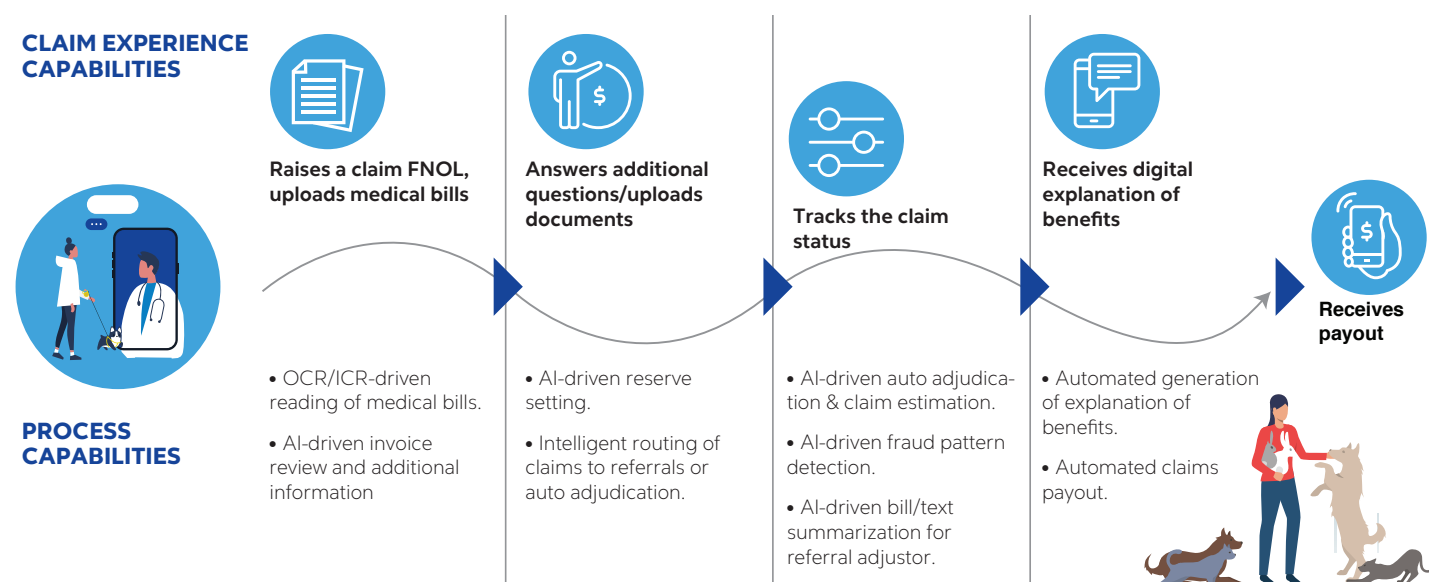 CLAIM EXPERIENCE
CAPABILITIES
Raises a claim FNOL,
uploads medical bills
Answers additional
questions/uploads
documents
Tracks the claim
status
Receives digital
explanation of
benefits
$
$
Receives
payout
PROCESS
CAPABILITIES
• OCR/ICR-driven
reading of medical bills.
• AI-driven invoice
review and additional
information
• AI-driven reserve
setting.
• Intelligent routing of
claims to referrals or
auto adjudication.
• AI-driven auto adjudica-
tion & claim estimation.
• AI-driven fraud pattern
detection.
• AI-driven bill/text
summarization for
referral adjustor.
• Automated generation
of explanation of
benefits.
• Automated claims
payout.